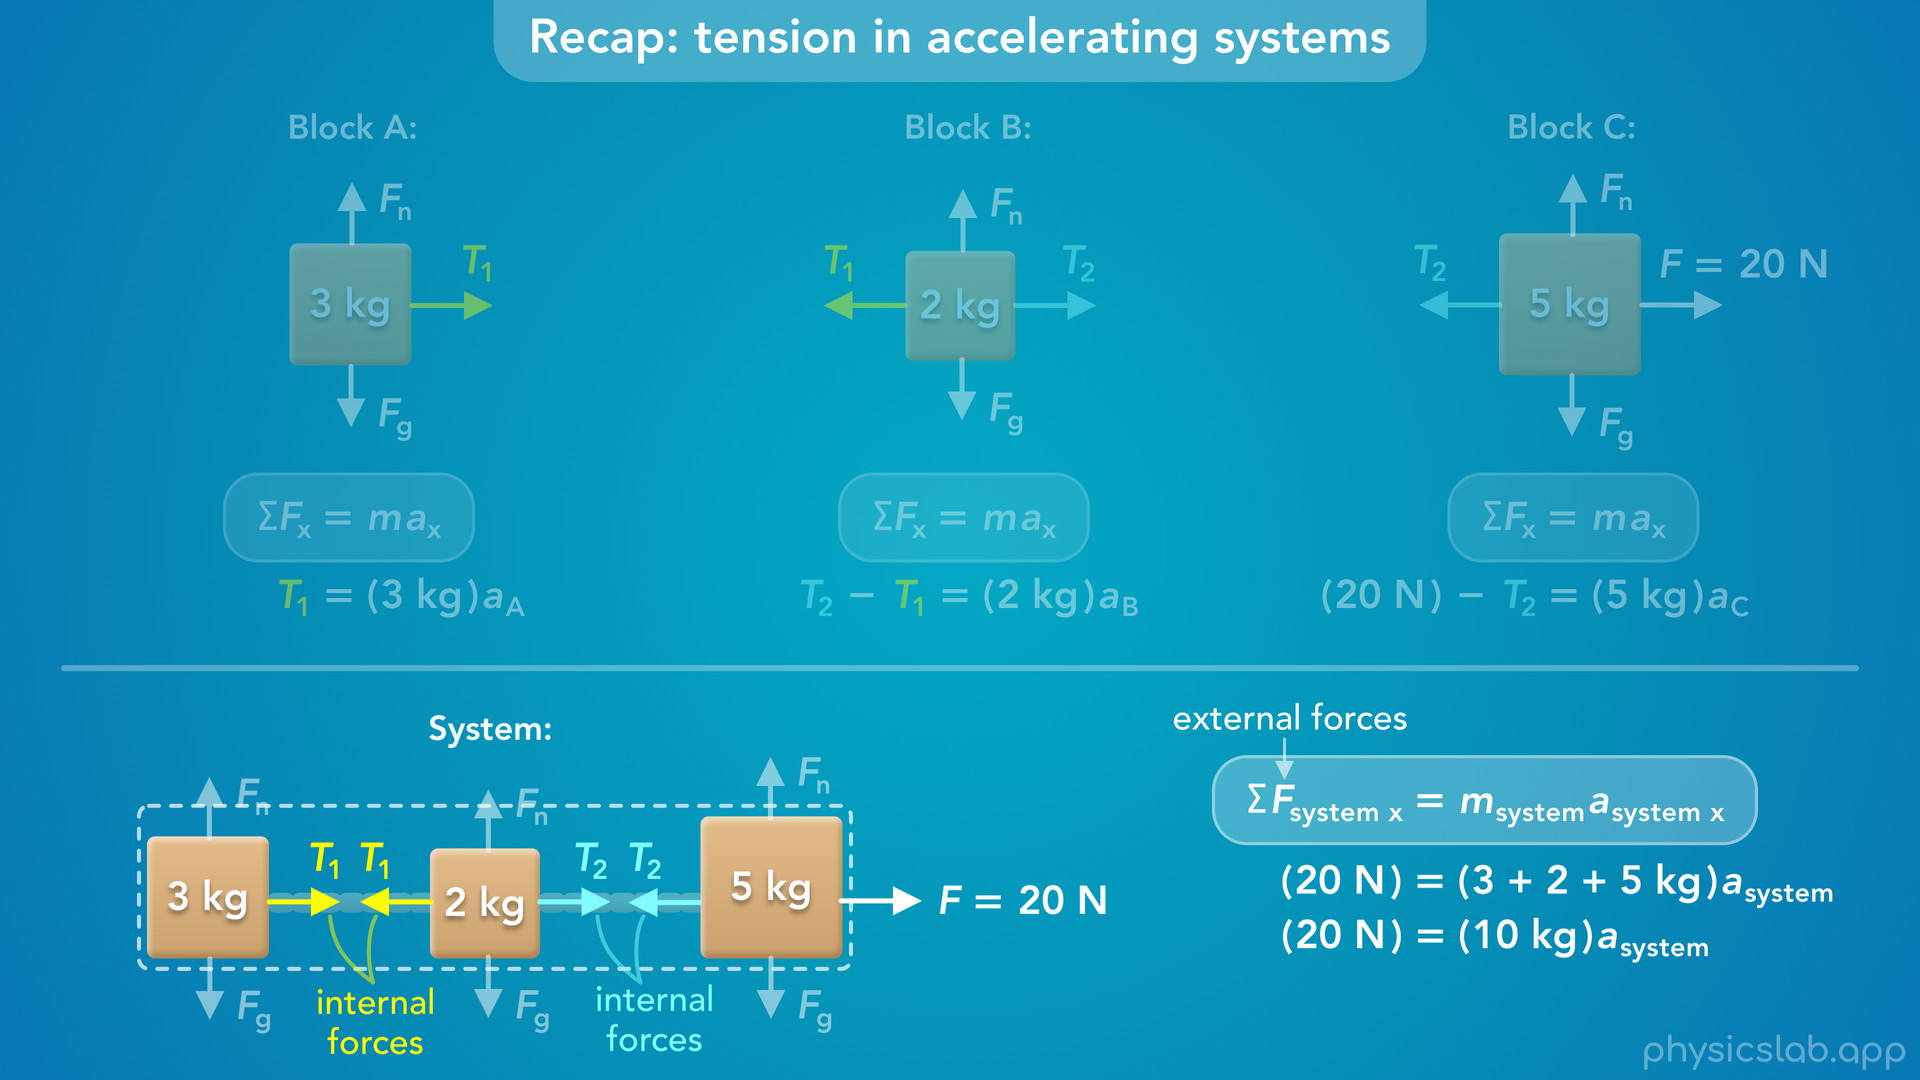 Recap: tension in accelerating systems
Block A:
Block B:
Block C:
Fn
Fn
Fn
T1
T1
T2
T2
F = 20 N
3 kg
2 kg
5 kg
Fg
Fg
Fg
ΣFx = max
ΣFx = max
ΣFx = max
T1 = (3 kg)aA
T2 − T1 = (2 kg)aB
(20 N) − T2 = (5 kg)aC
System:
external forces
Fn
Fn
Fn
ΣFsystem x = msystem asystem x
T1 T1
T2 T2
3 kg
2 kg
5 kg
F = 20 N
(20 N) = (3 + 2 + 5 kg)asystem
(20 N) = (10 kg)asystem
Fg
Fg
Fg
internal
forces
internal
forces
physicslab.app